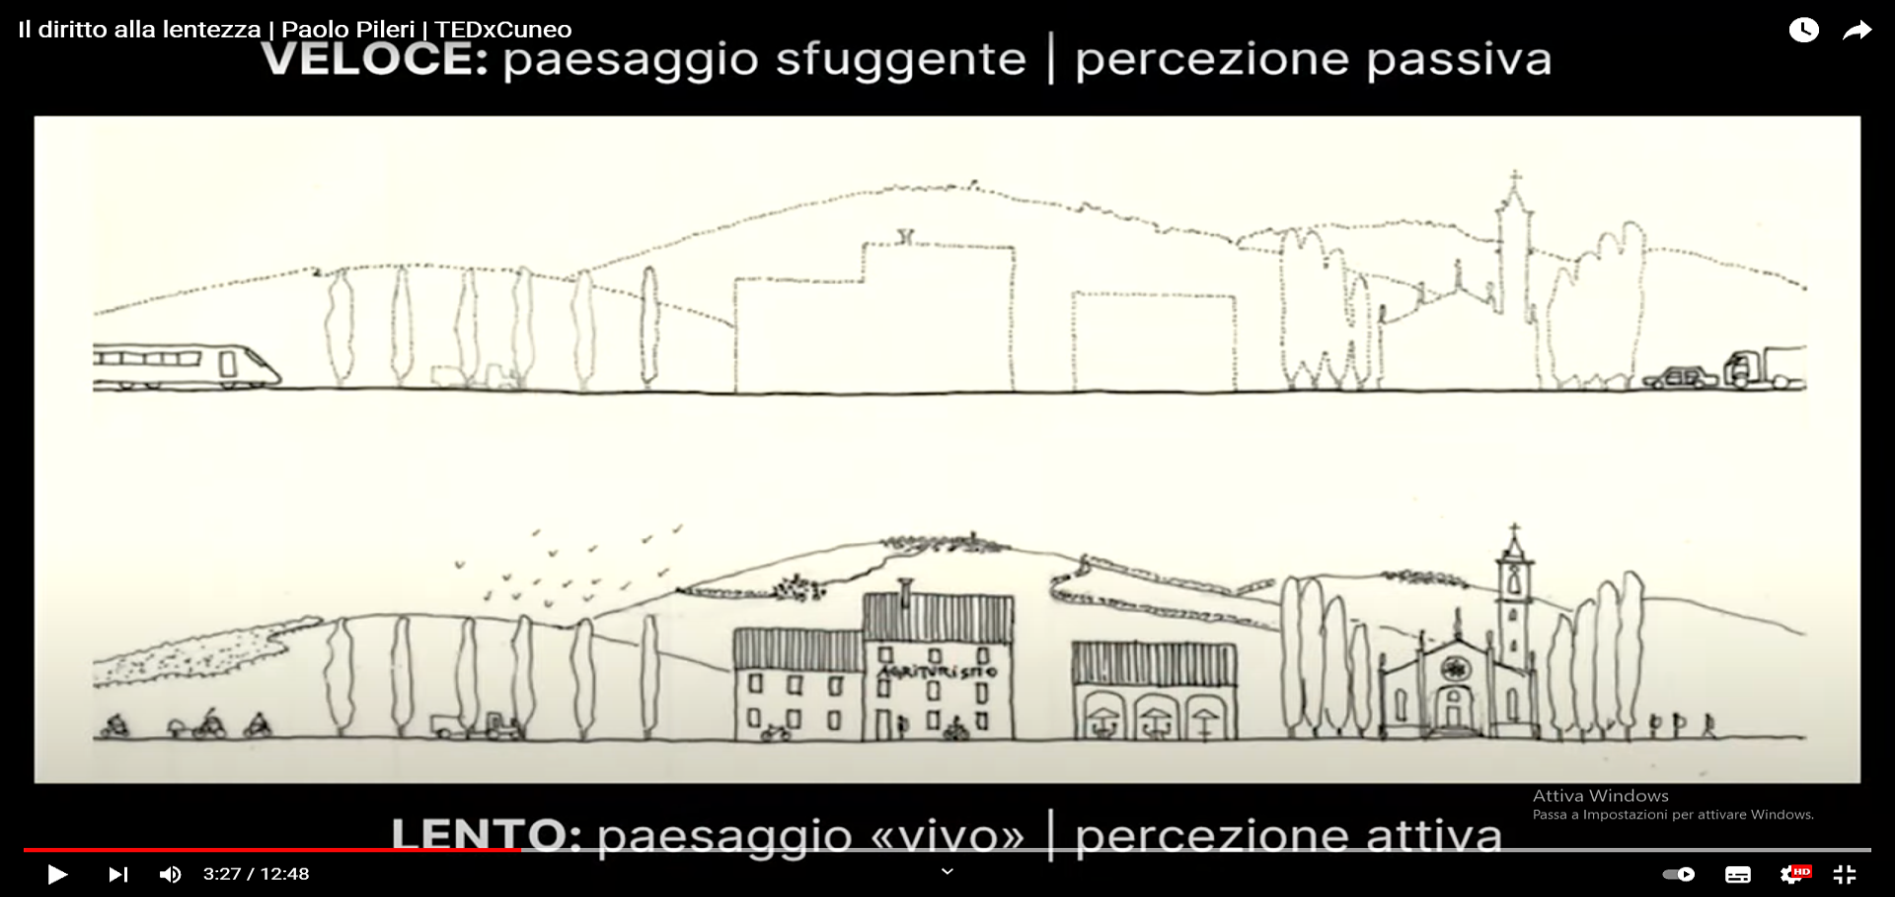 Il diritto alla lentezza | Paolo Pileri | TEDxCuneo
VELOCE: paesaggio sfuggente | percezione passiva
AGRITURISMO
Attiva Windows
Passa a Impostazioni per attivare Windows.
LENTO: paesaggio «vivo» | percezione attiva
3:27 / 12:48
HD